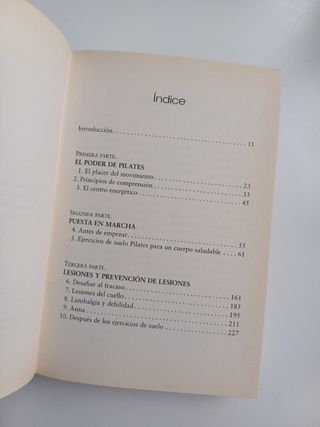 Índice
Introducción........................................ 11
PRIMERA PARTE.
EL PODER DE PILATES
1. El placer del movimiento........................ 23
2. Principios de comprensión....................... 33
3. El centro energético............................ 45
SEGUNDA PARTE.
PUESTA EN MARCHA
4. Antes de empezar................................ 55
5. Ejercicios de suelo Pilates para un cuerpo saludable.... 61
TERCERA PARTE.
LESIONES Y PREVENCIÓN DE LESIONES
6. Desafiar al fracaso............................. 161
7. Lesiones del cuello............................. 185
8. Lumbalgia y debilidad........................... 195
9. Asma............................................ 211
10. Después de los ejercicios de suelo............. 227